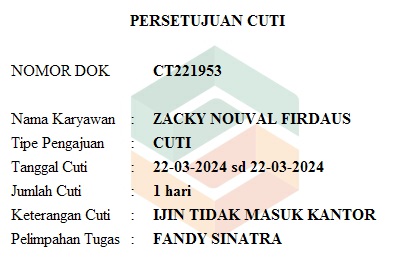 PERSETUJUAN CUTI
NOMOR DOK CT221953
Nama Karyawan : ZACKY NOUVAL FIRDAUS
Tipe Pengajuan : CUTI
Tanggal Cuti : 22-03-2024 sd 22-03-2024
Jumlah Cuti : 1 hari
Keterangan Cuti : IJIN TIDAK MASUK KANTOR
Pelimpahan Tugas : FANDY SINATRA